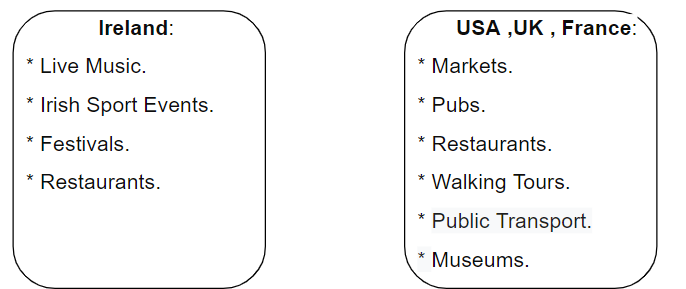 Ireland:
* Live Music.
* Irish Sport Events.
* Festivals.
* Restaurants.
USA ,UK , France:
* Markets.
* Pubs.
* Restaurants.
* Walking Tours.
* Public Transport.
* Museums.